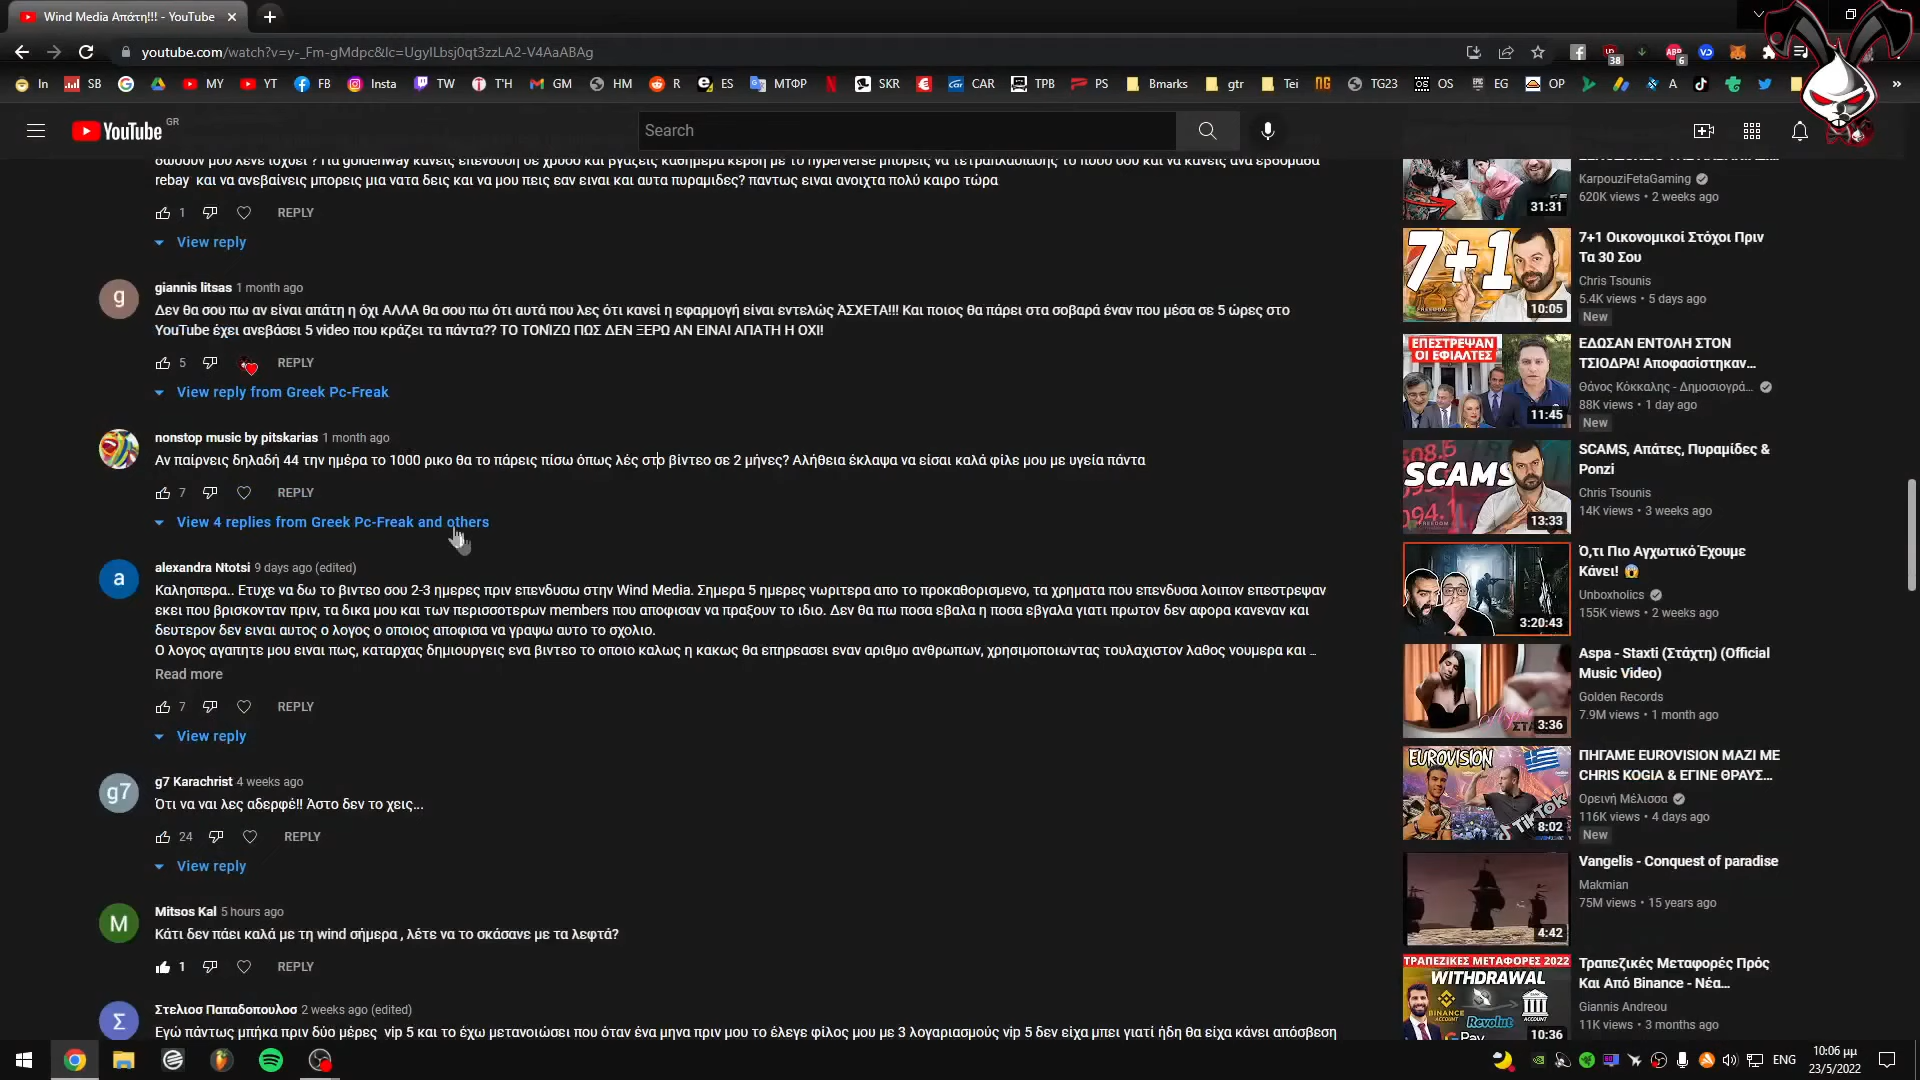 Wind Media Απάτη!!! - YouTube
youtube.com/watch?v=y-_Fm-gMdpc&lc=UgylLbsj0qt3zzLA2-V4AaABAg
In SB MY YT FB Insta TW T'H GM HM R ES ΜΤΦΡ SKR CAR TPB PS Bmarks gtr Tei NG TG23 OS EG OP A »
YouTube GR
Search
rebay και να ανεβαίνεις μπορεις μια νατα δεις και να μου πεις εαν ειναι και αυτα πυραμιδες? παντως ειναι ανοιχτα πολύ καιρο τώρα
1 REPLY
View reply
giannis litsas 1 month ago
Δεν θα σου πω αν είναι απάτη η όχι ΑΛΛΑ θα σου πω ότι αυτά που λες ότι κανεί η εφαρμογή είναι εντελώς ΆΣΧΕΤΑ!!! Και ποιος θα πάρει στα σοβαρά έναν που μέσα σε 5 ώρες στο
YouTube έχει ανεβάσει 5 video που κράζει τα πάντα?? ΤΟ ΤΟΝΊΖΩ ΠΩΣ ΔΕΝ ΞΕΡΩ ΑΝ ΕΙΝΑΙ ΑΠΑΤΗ Η ΟΧΙ!
5 REPLY
View reply from Greek Pc-Freak
nonstop music by pitskarias 1 month ago
Αν παίρνεις δηλαδή 44 την ημέρα το 1000 ρικο θα το πάρεις πίσω όπως λές στο βίντεο σε 2 μήνες? Αλήθεια έκλαψα να είσαι καλά φίλε μου με υγεία πάντα
7 REPLY
View 4 replies from Greek Pc-Freak and others
alexandra Ntotsi 9 days ago (edited)
Καλησπερα.. Ετυχε να δω το βιντεο σου 2-3 ημερες πριν επενδυσω στην Wind Media. Σημερα 5 ημερες νωριτερα απο το προκαθορισμενο, τα χρηματα που επενδυσα λοιπον επεστρεψαν
εκει που βρισκονταν πριν, τα δικα μου και των περισσοτερων members που αποφισαν να πραξουν το ιδιο. Δεν θα πω ποσα εβαλα η ποσα εβγαλα γιατι πρωτον δεν αφορα κανεναν και
δευτερον δεν ειναι αυτος ο λογος ο οποιος αποφισα να γραψω αυτο το σχολιο.
Ο λογος αγαπητε μου ειναι πως, καταρχας δημιουργεις ενα βιντεο το οποιο καλως η κακως θα επηρεασει εναν αριθμο ανθρωπων, χρησιμοποιωντας τουλαχιστον λαθος νουμερα και ...
Read more
7 REPLY
View reply
g7 Karachrist 4 weeks ago
Ότι να ναι λες αδερφέ!! Άστο δεν το χεις...
24 REPLY
View reply
Mitsos Kal 5 hours ago
Κάτι δεν πάει καλά με τη wind σήμερα , λέτε να το σκάσανε με τα λεφτά?
1 REPLY
Στελιοσ Παπαδοπουλοσ 2 weeks ago (edited)
Εγώ πάντως μπήκα πριν δύο μέρες vip 5 και το έχω μετανοιώσει που όταν ένα μηνα πριν μου το έλεγε φίλος μου με 3 λογαριασμούς vip 5 δεν είχα μπει γιατί ήδη θα είχα κάνει απόσβεση
31:31
KarpouziFetaGaming
620K views • 2 weeks ago
7+1
10:05
7+1 Οικονομικοί Στόχοι Πριν
Τα 30 Σου
Chris Tsounis
5.4K views • 5 days ago
New
ΕΠΕΣΤΡΕΨΑΝ
ΟΙ ΕΦΙΑΛΤΕΣ
11:45
ΕΔΩΣΑΝ ΕΝΤΟΛΗ ΣΤΟΝ
ΤΣΙΟΔΡΑ! Αποφασίστηκαν...
Θάνος Κόκκαλης - Δημοσιογρά...
88K views • 1 day ago
New
SCAMS
13:33
SCAMS, Απάτες, Πυραμίδες &
Ponzi
Chris Tsounis
14K views • 3 weeks ago
3:20:43
Ό,τι Πιο Αγχωτικό Έχουμε
Κάνει! 😱
Unboxholics
155K views • 2 weeks ago
3:36
Aspa - Staxti (Στάχτη) (Official
Music Video)
Golden Records
7.9M views • 1 month ago
EUROVISION
TikTok
8:02
ΠΗΓΑΜΕ EUROVISION ΜΑΖΙ ΜΕ
CHRIS KOGIA & ΕΓΙΝΕ ΘΡΑΥΣ...
Ορεινή Μέλισσα
116K views • 4 days ago
New
4:42
Vangelis - Conquest of paradise
Makmian
75M views • 15 years ago
ΤΡΑΠΕΖΙΚΕΣ ΜΕΤΑΦΟΡΕΣ 2022
WITHDRAWAL
BINANCE
Revolut
10:36
Τραπεζικές Μεταφορές Πρός
Και Από Binance - Νέα...
Giannis Andreou
11K views • 3 months ago
ENG
10:06 μμ
23/5/2022